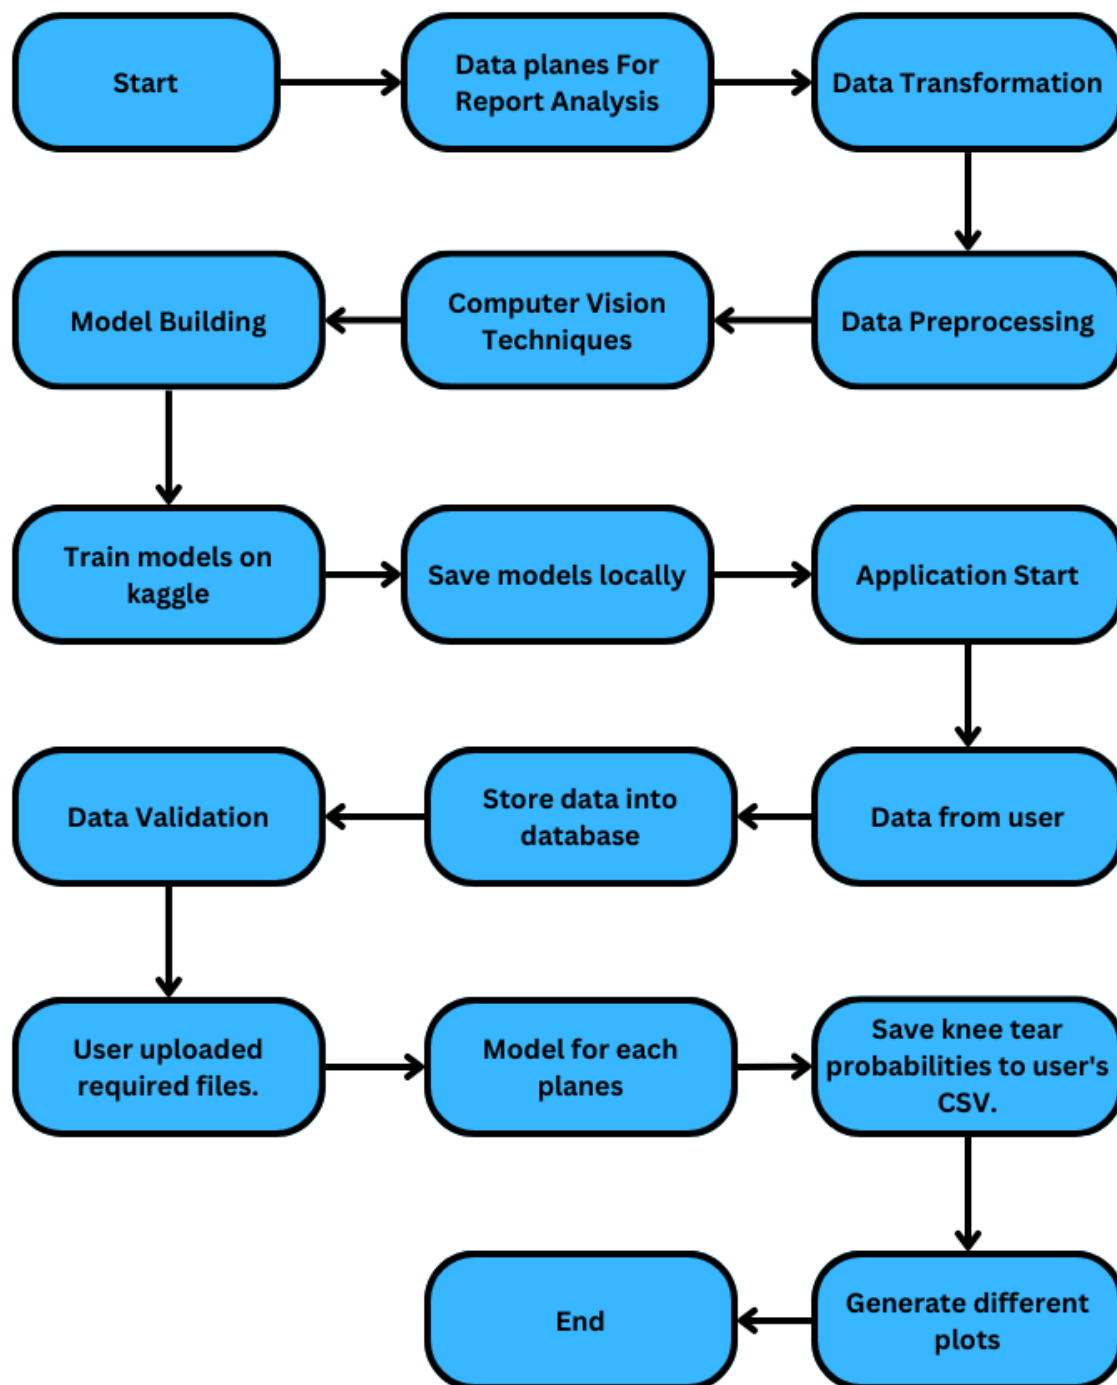 Start
Data planes For
Report Analysis
Data Transformation
Data Preprocessing
Computer Vision
Techniques
Model Building
Train models on
kaggle
Save models locally
Application Start
Data from user
Store data into
database
Data Validation
User uploaded
required files.
Model for each
planes
Save knee tear
probabilities to user's
CSV.
Generate different
plots
End